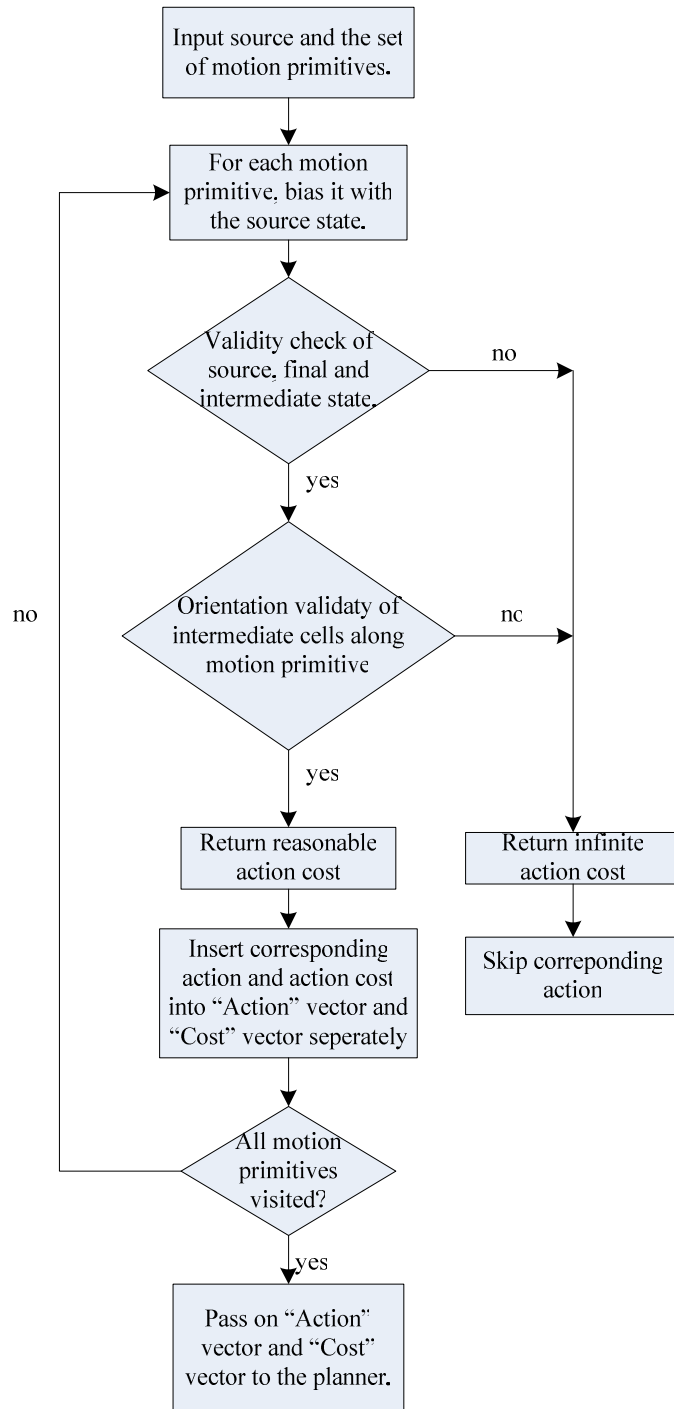 Input source and the set
of motion primitives.
For each motion
primitive, bias it with
the source state.
Validity check of
source, final and
intermediate state.
no
yes
Orientation validaty of
intermediate cells along
motion primitive
no
nc
yes
Return reasonable
action cost
Return infinite
action cost
Insert corresponding
action and action cost
into “Action” vector and
“Cost” vector seperately
Skip correponding
action
All motion
primitives
visited?
yes
Pass on “Action”
vector and “Cost”
vector to the planner.